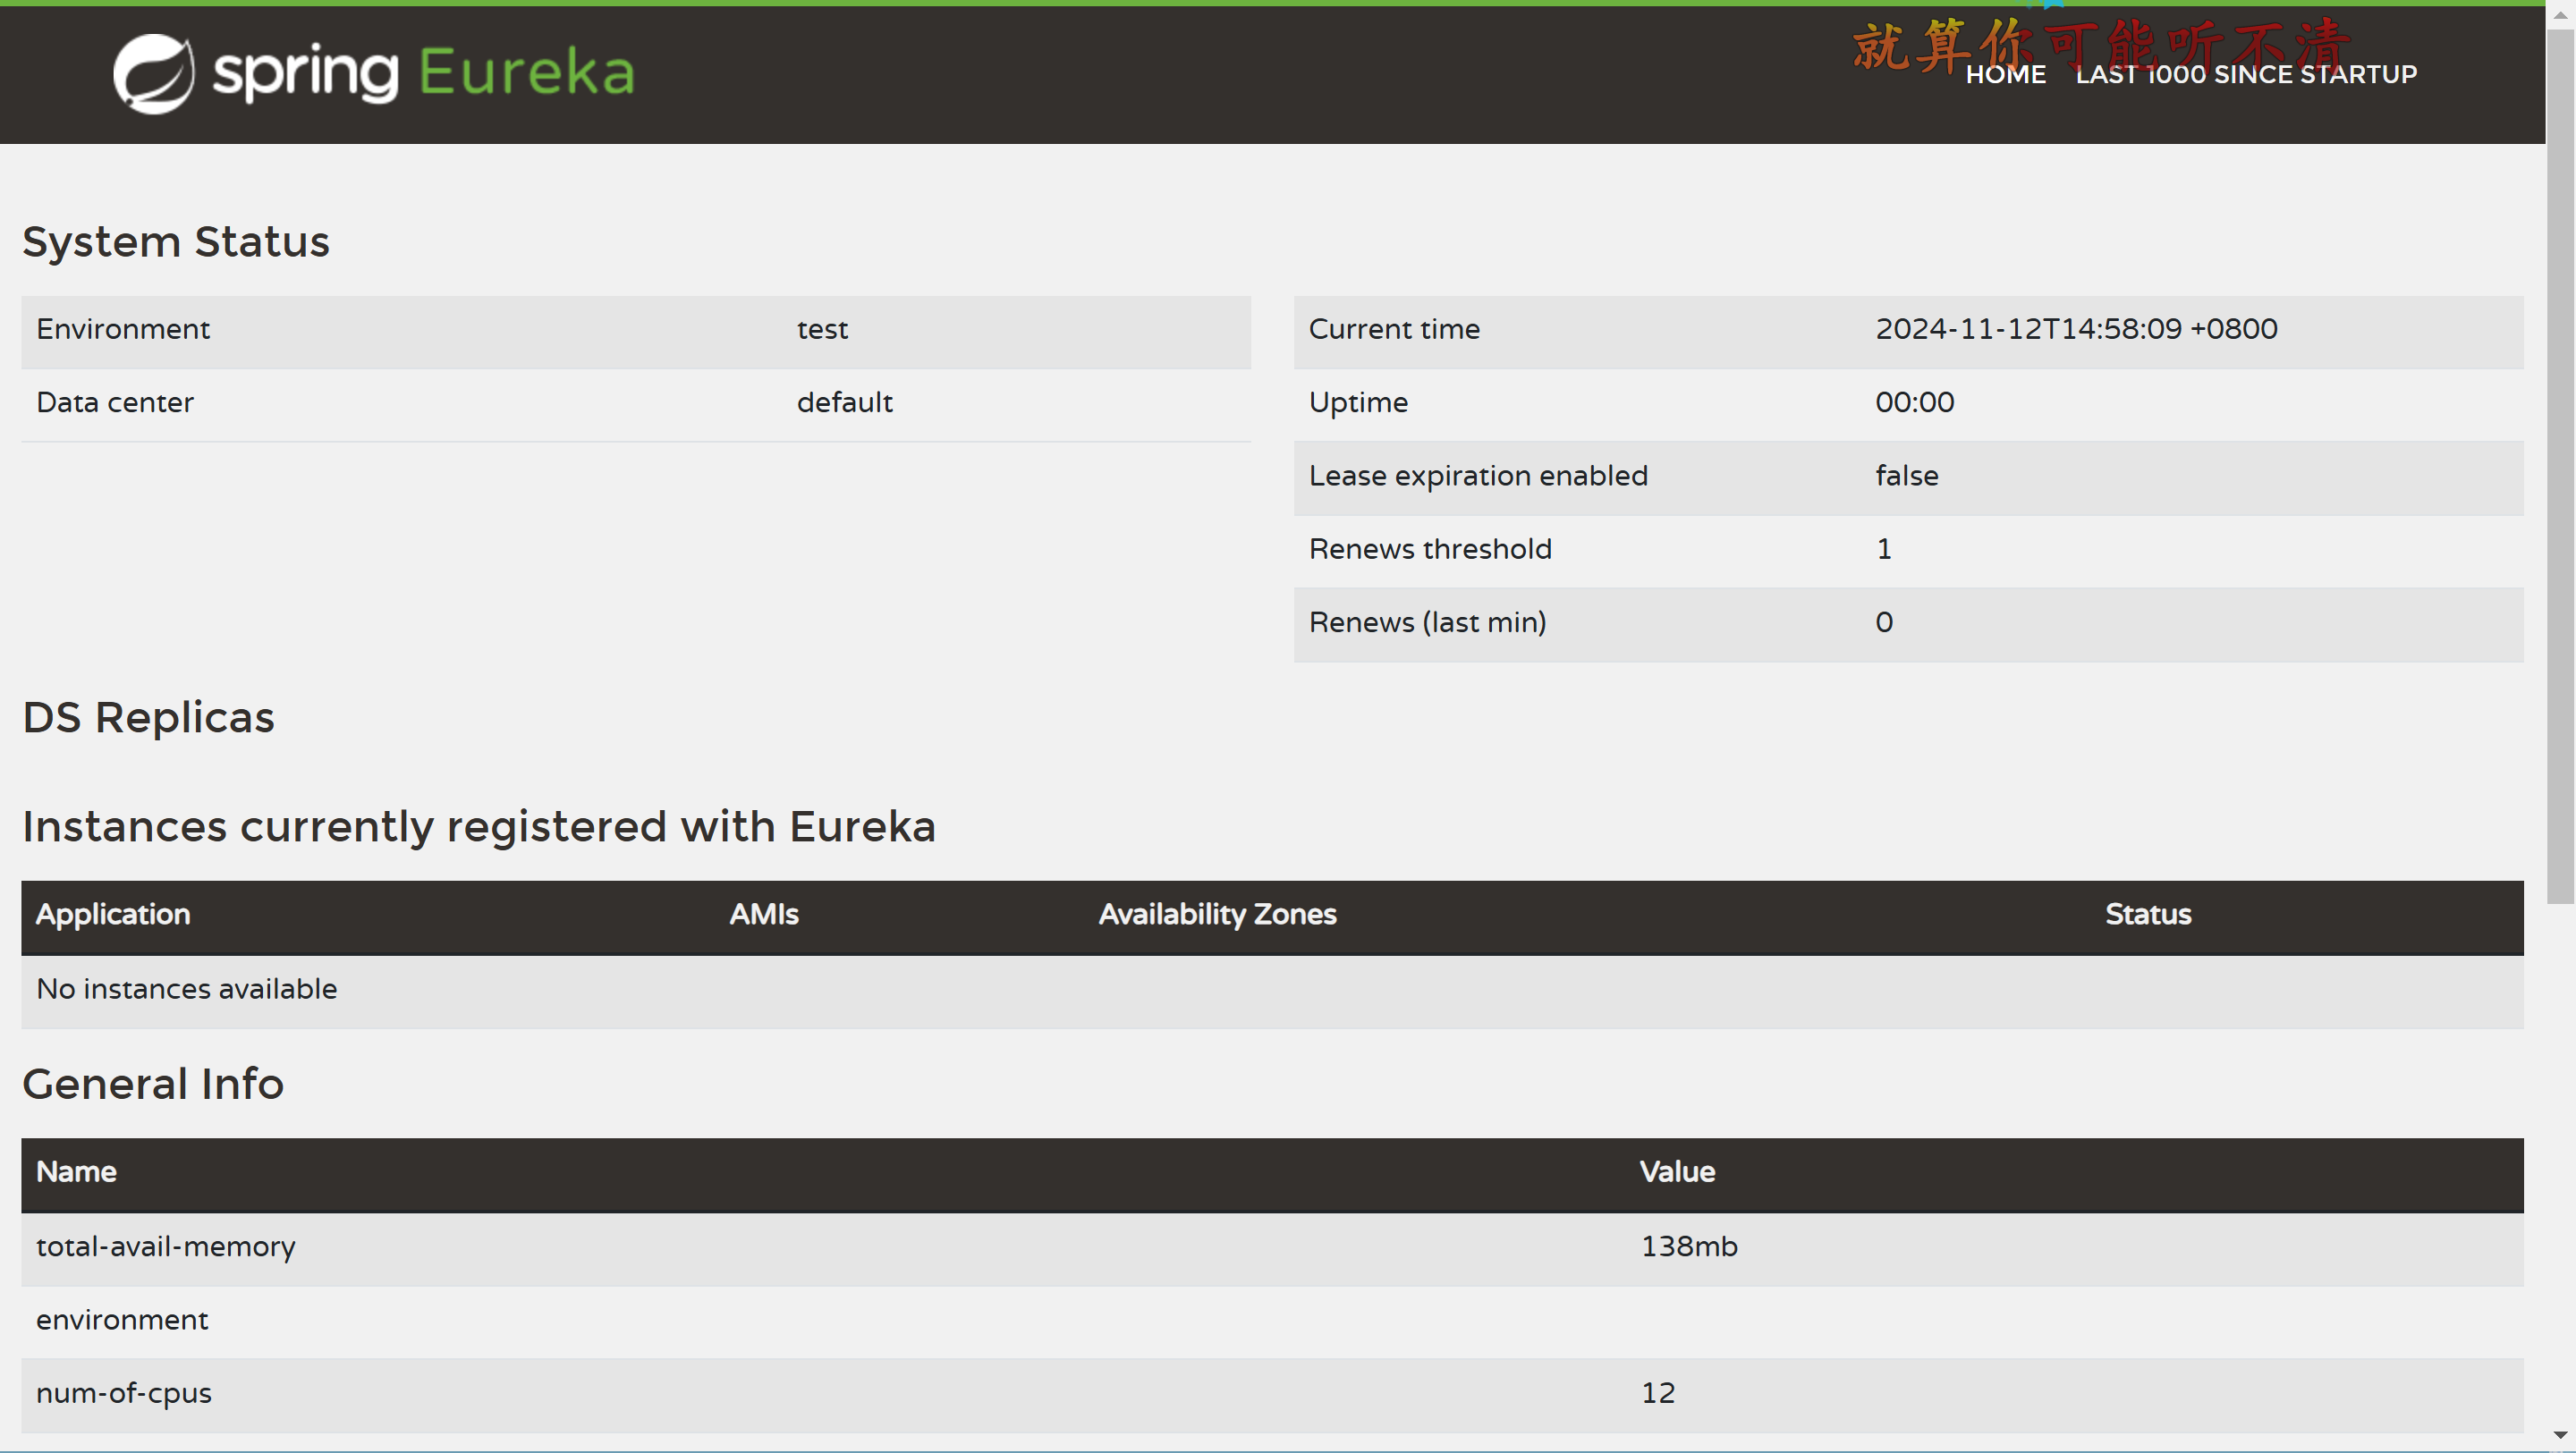 就算你可能听不清
spring Eureka
HOME LAST 1000 SINCE STARTUP
System Status
Environment test
Data center default
Current time 2024-11-12T14:58:09 +0800
Uptime 00:00
Lease expiration enabled false
Renews threshold 1
Renews (last min) 0
DS Replicas
Instances currently registered with Eureka
Application AMIs Availability Zones Status
No instances available
General Info
Name Value
total-avail-memory 138mb
environment
num-of-cpus 12